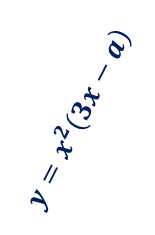 y = x²(3x − a)